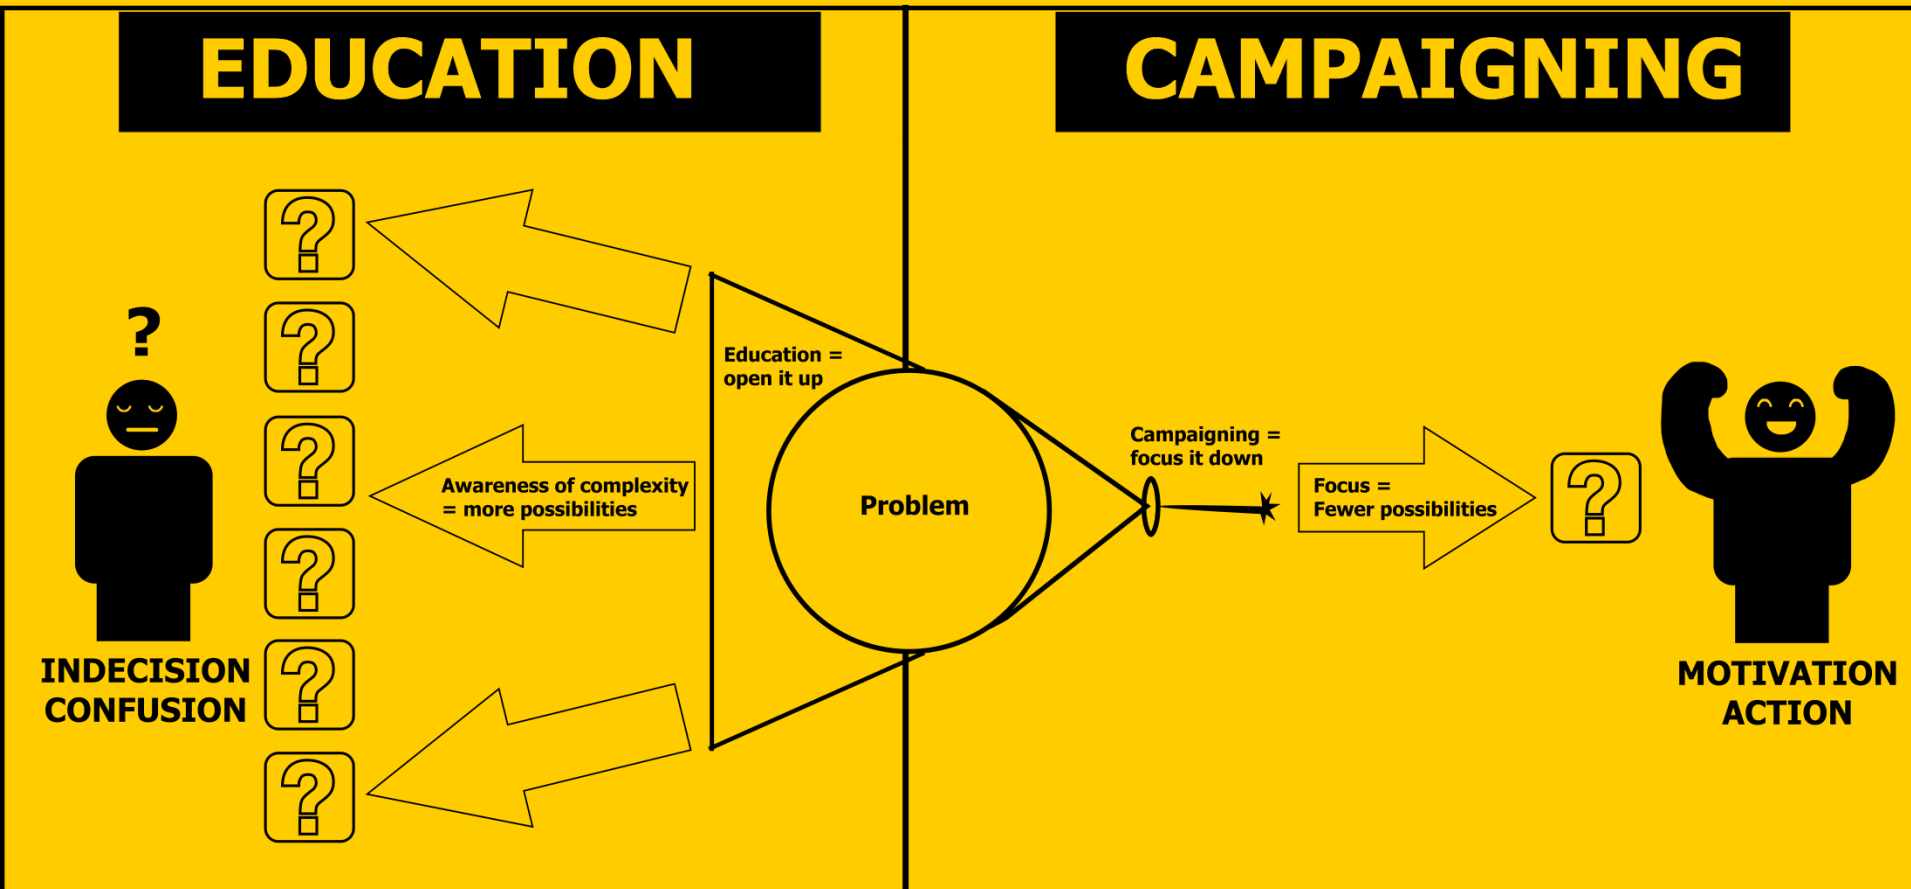 EDUCATION
CAMPAIGNING
?
?
?
?
?
?
?
INDECISION
CONFUSION
Education =
open it up
Awareness of complexity
= more possibilities
Problem
Campaigning =
focus it down
Focus =
Fewer possibilities
?
MOTIVATION
ACTION